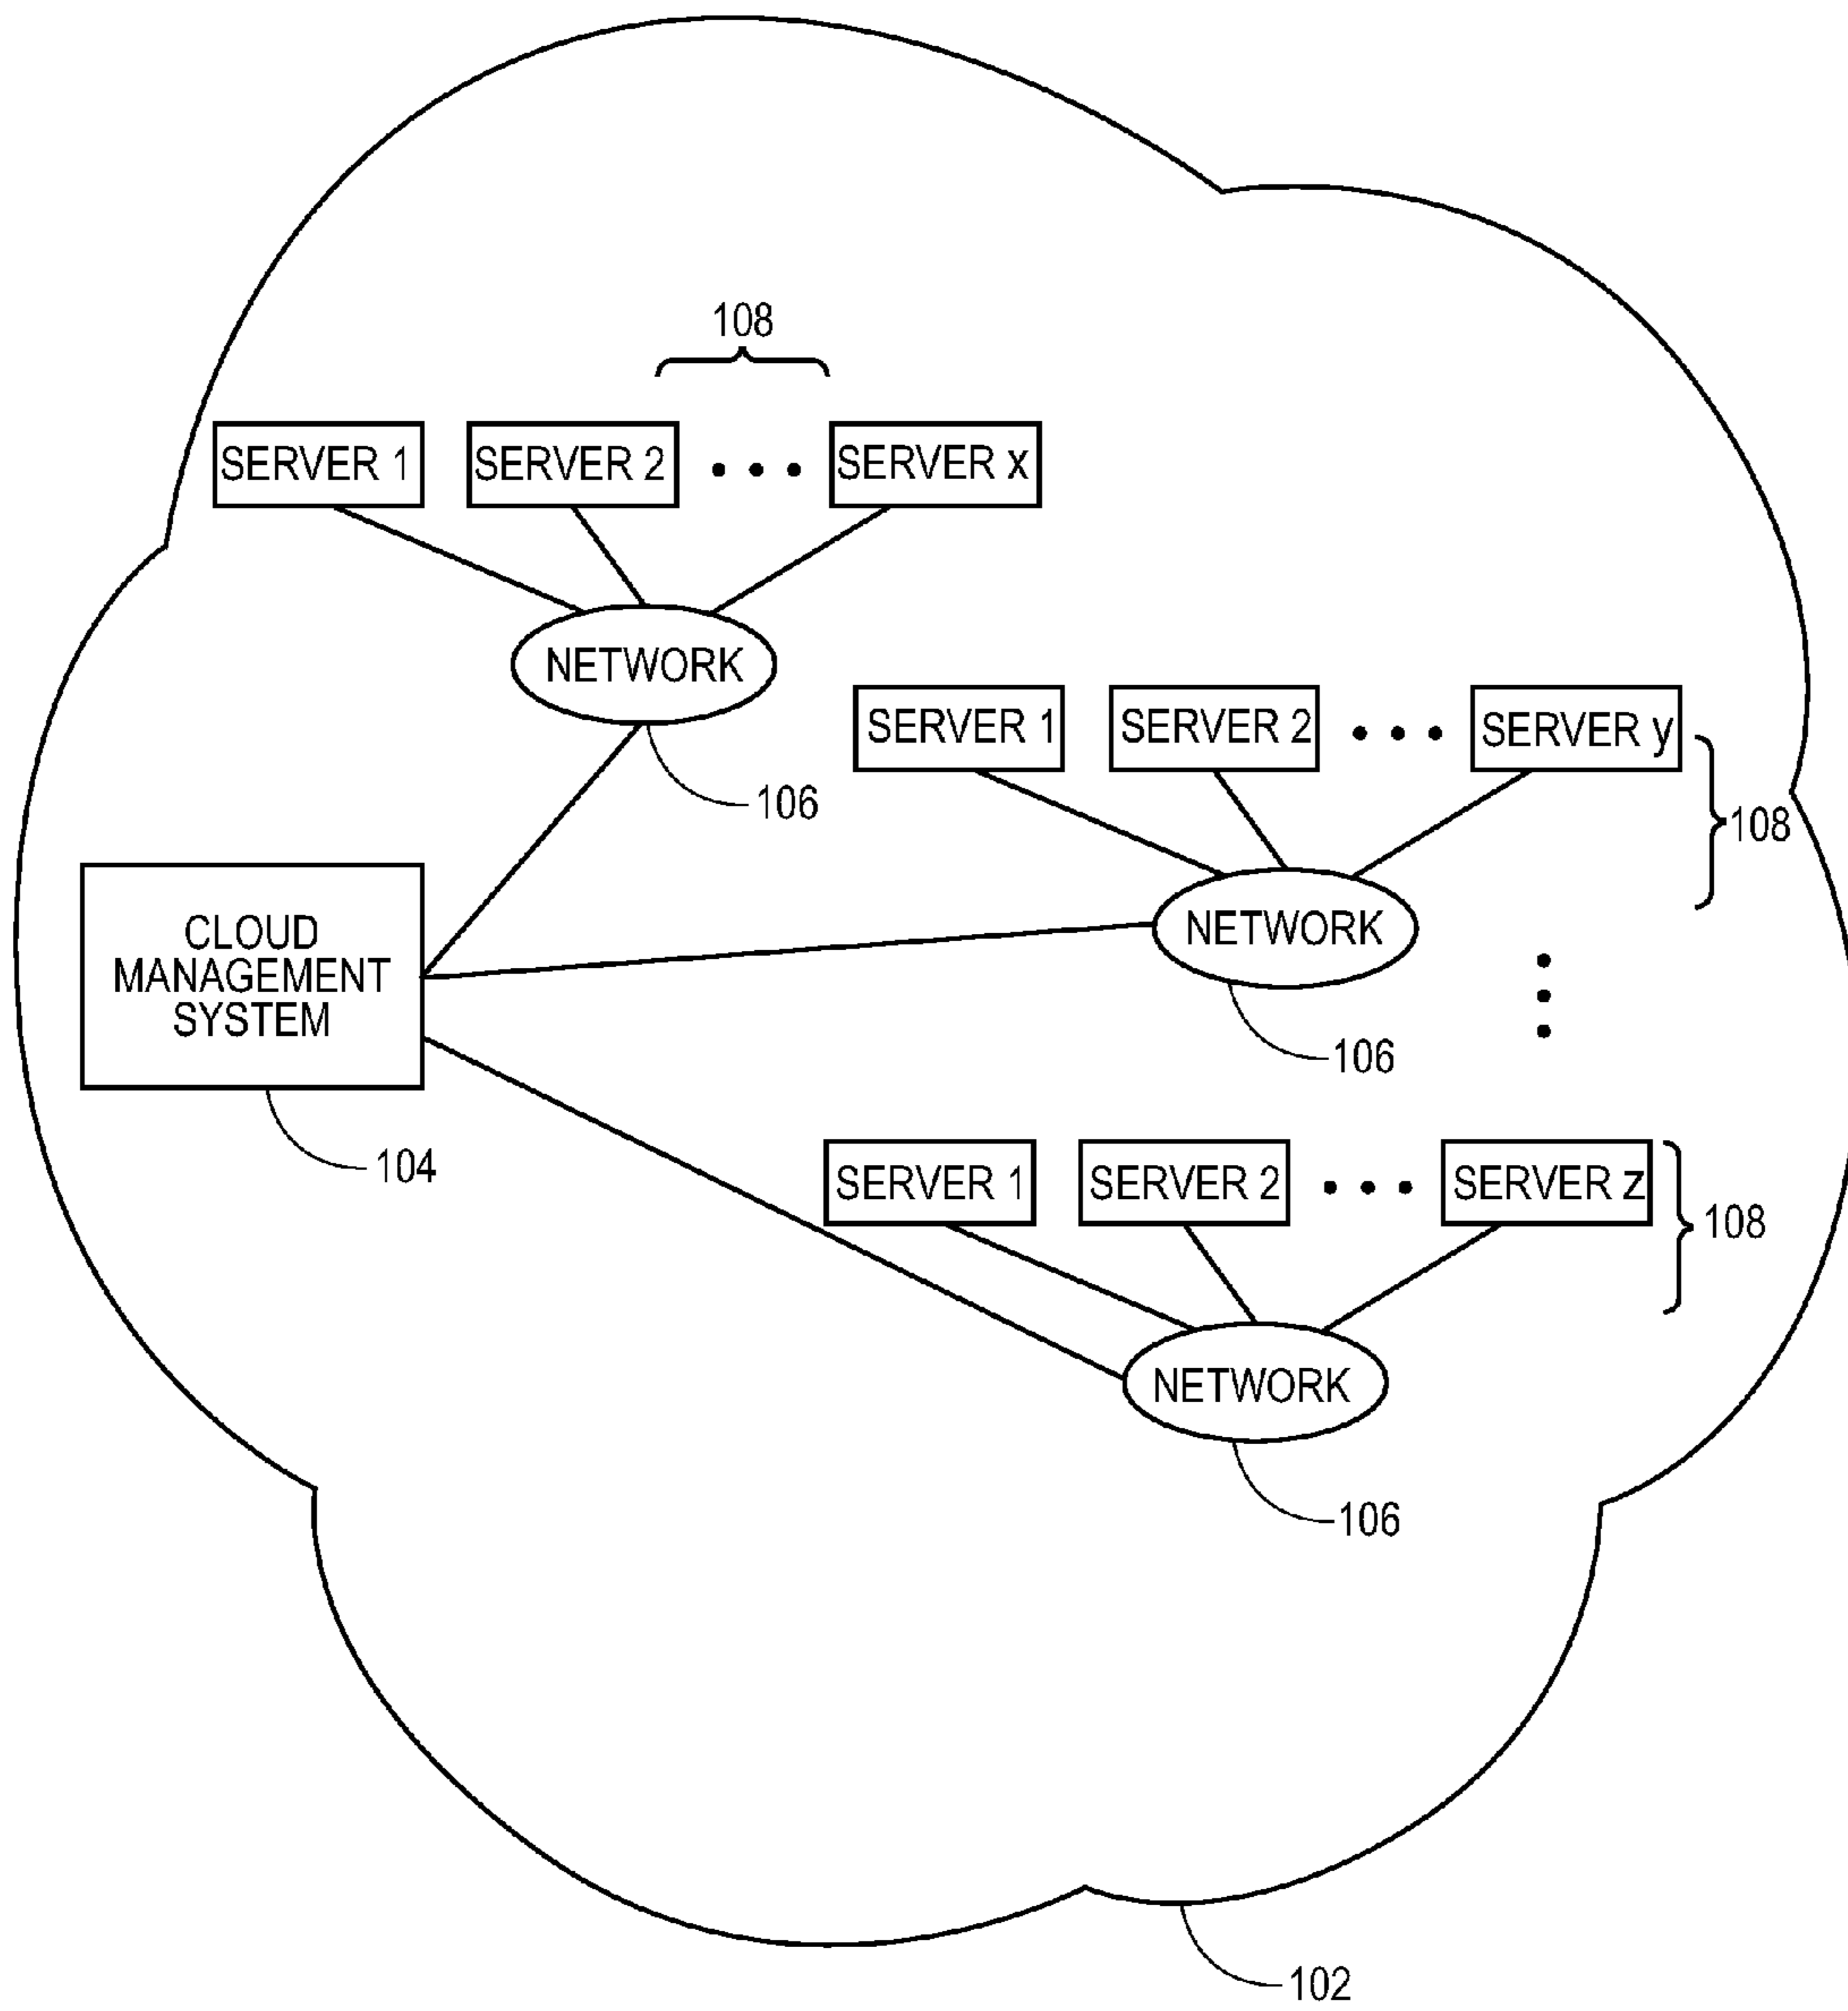 108
SERVER 1
SERVER 2
SERVER x
NETWORK
106
SERVER 1
SERVER 2
SERVER y
108
NETWORK
106
CLOUD
MANAGEMENT
SYSTEM
104
SERVER 1
SERVER 2
SERVER z
108
NETWORK
106
102